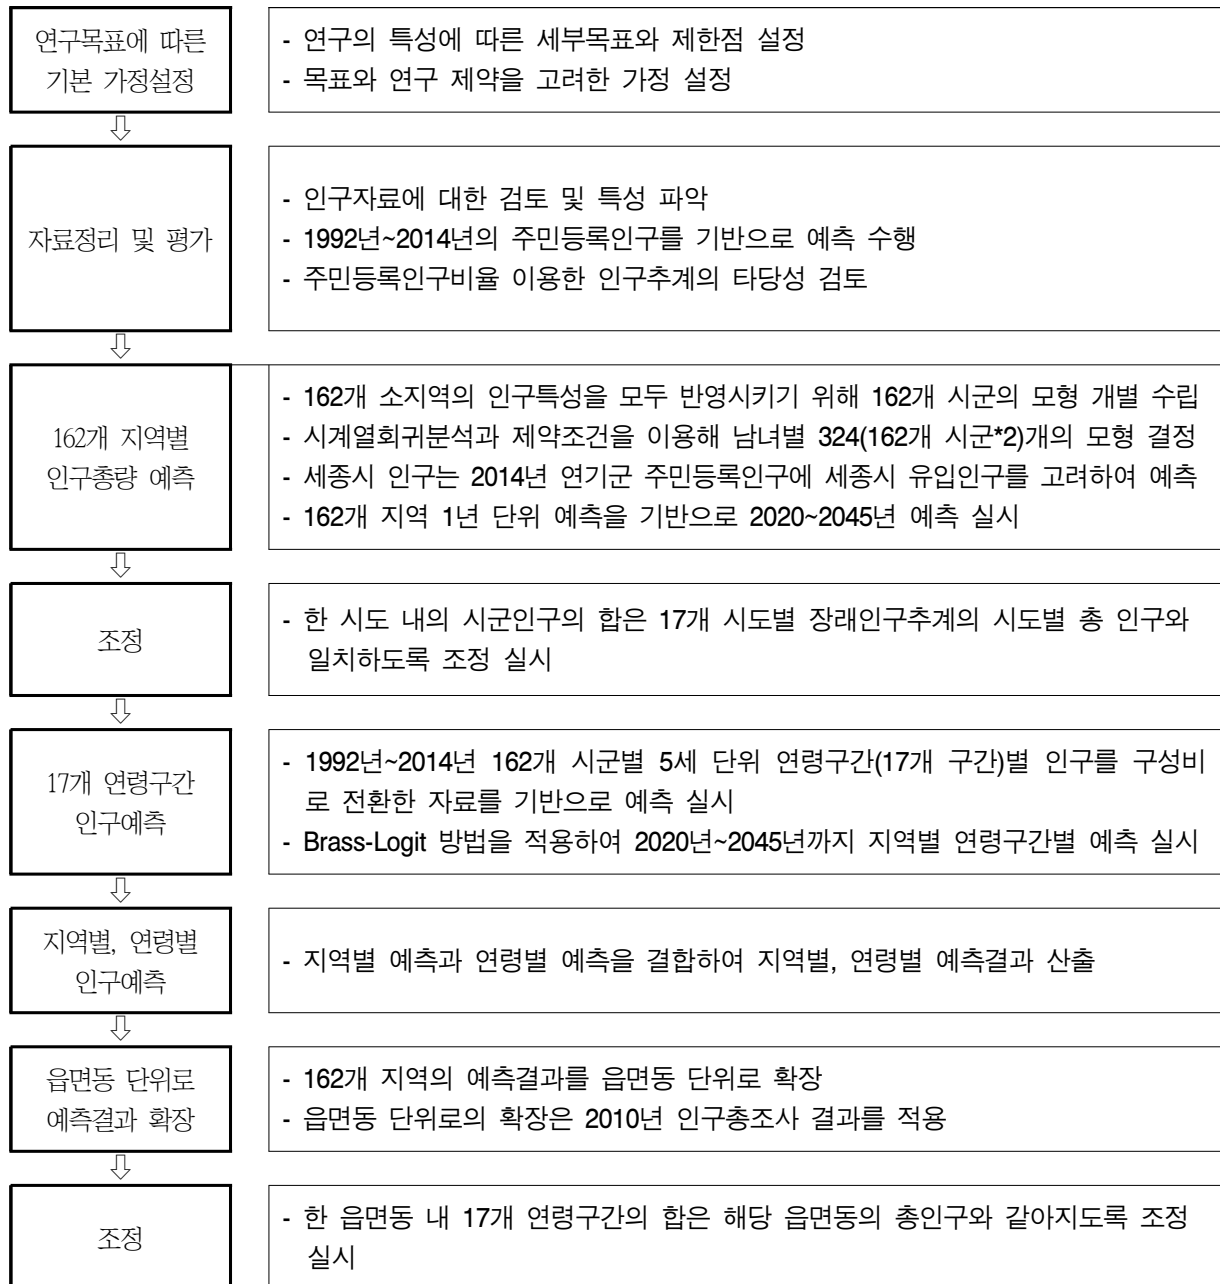 연구목표에 따른
기본 가정설정
- 연구의 특성에 따른 세부목표와 제한점 설정
- 목표와 연구 제약을 고려한 가정 설정
자료정리 및 평가
- 인구자료에 대한 검토 및 특성 파악
- 1992년~2014년의 주민등록인구를 기반으로 예측 수행
- 주민등록인구비율 이용한 인구추계의 타당성 검토
162개 지역별
인구총량 예측
- 162개 소지역의 인구특성을 모두 반영시키기 위해 162개 시군의 모형 개별 수립
- 시계열회귀분석과 제약조건을 이용해 남녀별 324(162개 시군*2)개의 모형 결정
- 세종시 인구는 2014년 연기군 주민등록인구에 세종시 유입인구를 고려하여 예측
- 162개 지역 1년 단위 예측을 기반으로 2020~2045년 예측 실시
조정
- 한 시도 내의 시군인구의 합은 17개 시도별 장래인구추계의 시도별 총 인구와
일치하도록 조정 실시
17개 연령구간
인구예측
- 1992년~2014년 162개 시군별 5세 단위 연령구간(17개 구간)별 인구를 구성비
로 전환한 자료를 기반으로 예측 실시
- Brass-Logit 방법을 적용하여 2020년~2045년까지 지역별 연령구간별 예측 실시
지역별, 연령별
인구예측
- 지역별 예측과 연령별 예측을 결합하여 지역별, 연령별 예측결과 산출
읍면동 단위로
예측결과 확장
- 162개 지역의 예측결과를 읍면동 단위로 확장
- 읍면동 단위로의 확장은 2010년 인구총조사 결과를 적용
조정
- 한 읍면동 내 17개 연령구간의 합은 해당 읍면동의 총인구와 같아지도록 조정
실시